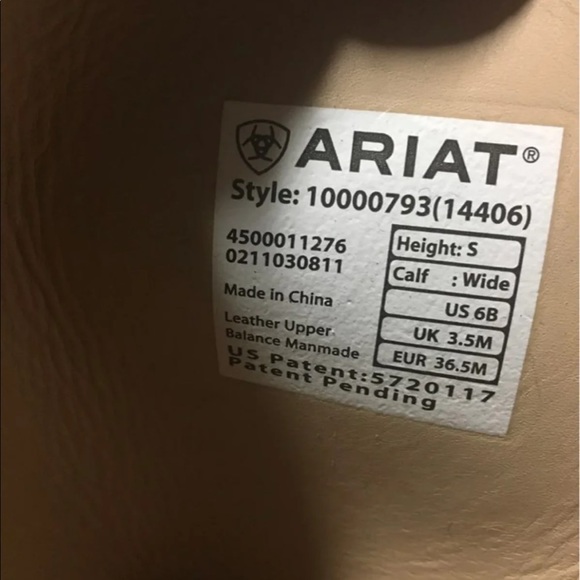 ARIAT®
Style: 10000793(14406)
4500011276
0211030811
Made in China
Leather Upper
Balance Manmade
US Patent:5720117
Patent Pending
Height: S
Calf : Wide
US 6B
UK 3.5M
EUR 36.5M